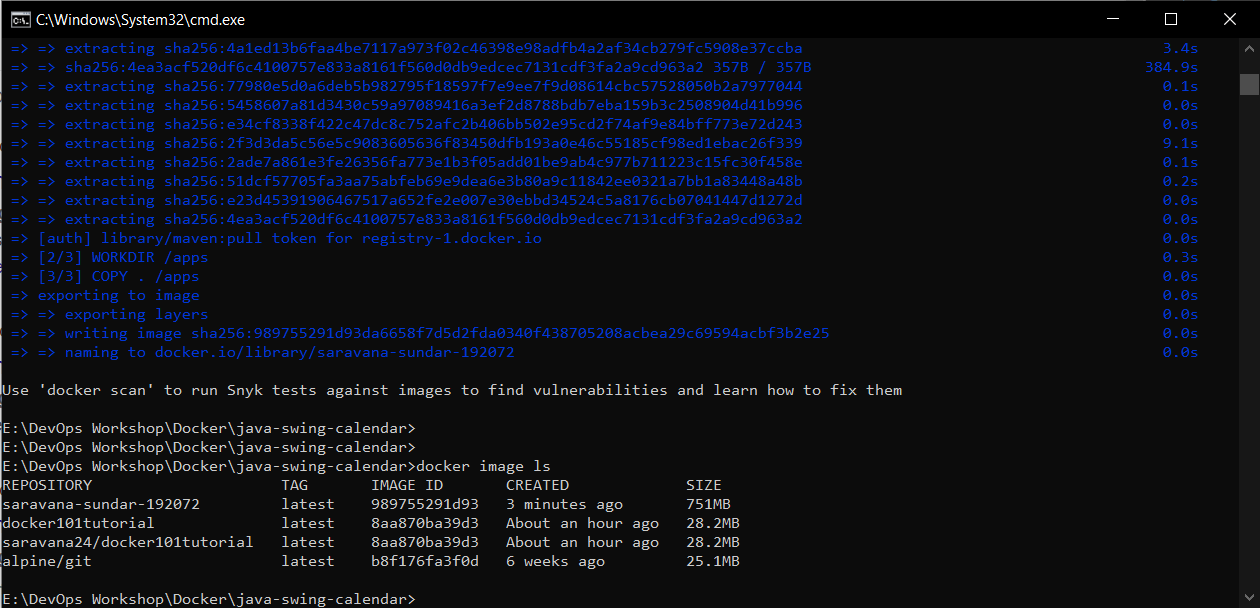 C:\Windows\System32\cmd.exe
=> => extracting sha256:4a1ed13b6faa4be7117a973f02c46398e98adfb4a2af34cb279fc5908e37ccba 3.4s
=> => sha256:4ea3acf520df6c4100757e833a8161f560d0db9edcec7131cdf3fa2a9cd963a2 357B / 357B 384.9s
=> => extracting sha256:77980e5d0a6deb5b982795f18597f7e9ee7f9d08614cbc57528050b2a7977044 0.1s
=> => extracting sha256:5458607a81d3430c59a97089416a3ef2d8788bdb7eba159b3c2508904d41b996 0.0s
=> => extracting sha256:e34cf8338f422c47dc8c752afc2b406bb502e95cd2f74af9e84bff773e72d243 0.0s
=> => extracting sha256:2f3d3da5c56e5c9083605636f83450dfb193a0e46c55185cf98ed1ebac26f339 9.1s
=> => extracting sha256:2ade7a861e3fe26356fa773e1b3f05add01be9ab4c977b711223c15fc30f458e 0.1s
=> => extracting sha256:51dcf57705fa3aa75abfeb69e9dea6e3b80a9c11842ee0321a7bb1a83448a48b 0.2s
=> => extracting sha256:e23d45391906467517a652fe2e007e30ebbd34524c5a8176cb07041447d1272d 0.0s
=> => extracting sha256:4ea3acf520df6c4100757e833a8161f560d0db9edcec7131cdf3fa2a9cd963a2 0.0s
=> [auth] library/maven:pull token for registry-1.docker.io 0.0s
=> [2/3] WORKDIR /apps 0.3s
=> [3/3] COPY . /apps 0.0s
=> exporting to image 0.0s
=> => exporting layers 0.0s
=> => writing image sha256:989755291d93da6658f7d5d2fda0340f438705208acbea29c69594acbf3b2e25 0.0s
=> => naming to docker.io/library/saravana-sundar-192072 0.0s
Use 'docker scan' to run Snyk tests against images to find vulnerabilities and learn how to fix them
E:\DevOps Workshop\Docker\java-swing-calendar>
E:\DevOps Workshop\Docker\java-swing-calendar>
E:\DevOps Workshop\Docker\java-swing-calendar>docker image ls
REPOSITORY TAG IMAGE ID CREATED SIZE
saravana-sundar-192072 latest 989755291d93 3 minutes ago 751MB
docker101tutorial latest 8aa870ba39d3 About an hour ago 28.2MB
saravana24/docker101tutorial latest 8aa870ba39d3 About an hour ago 28.2MB
alpine/git latest b8f176fa3f0d 6 weeks ago 25.1MB
E:\DevOps Workshop\Docker\java-swing-calendar>